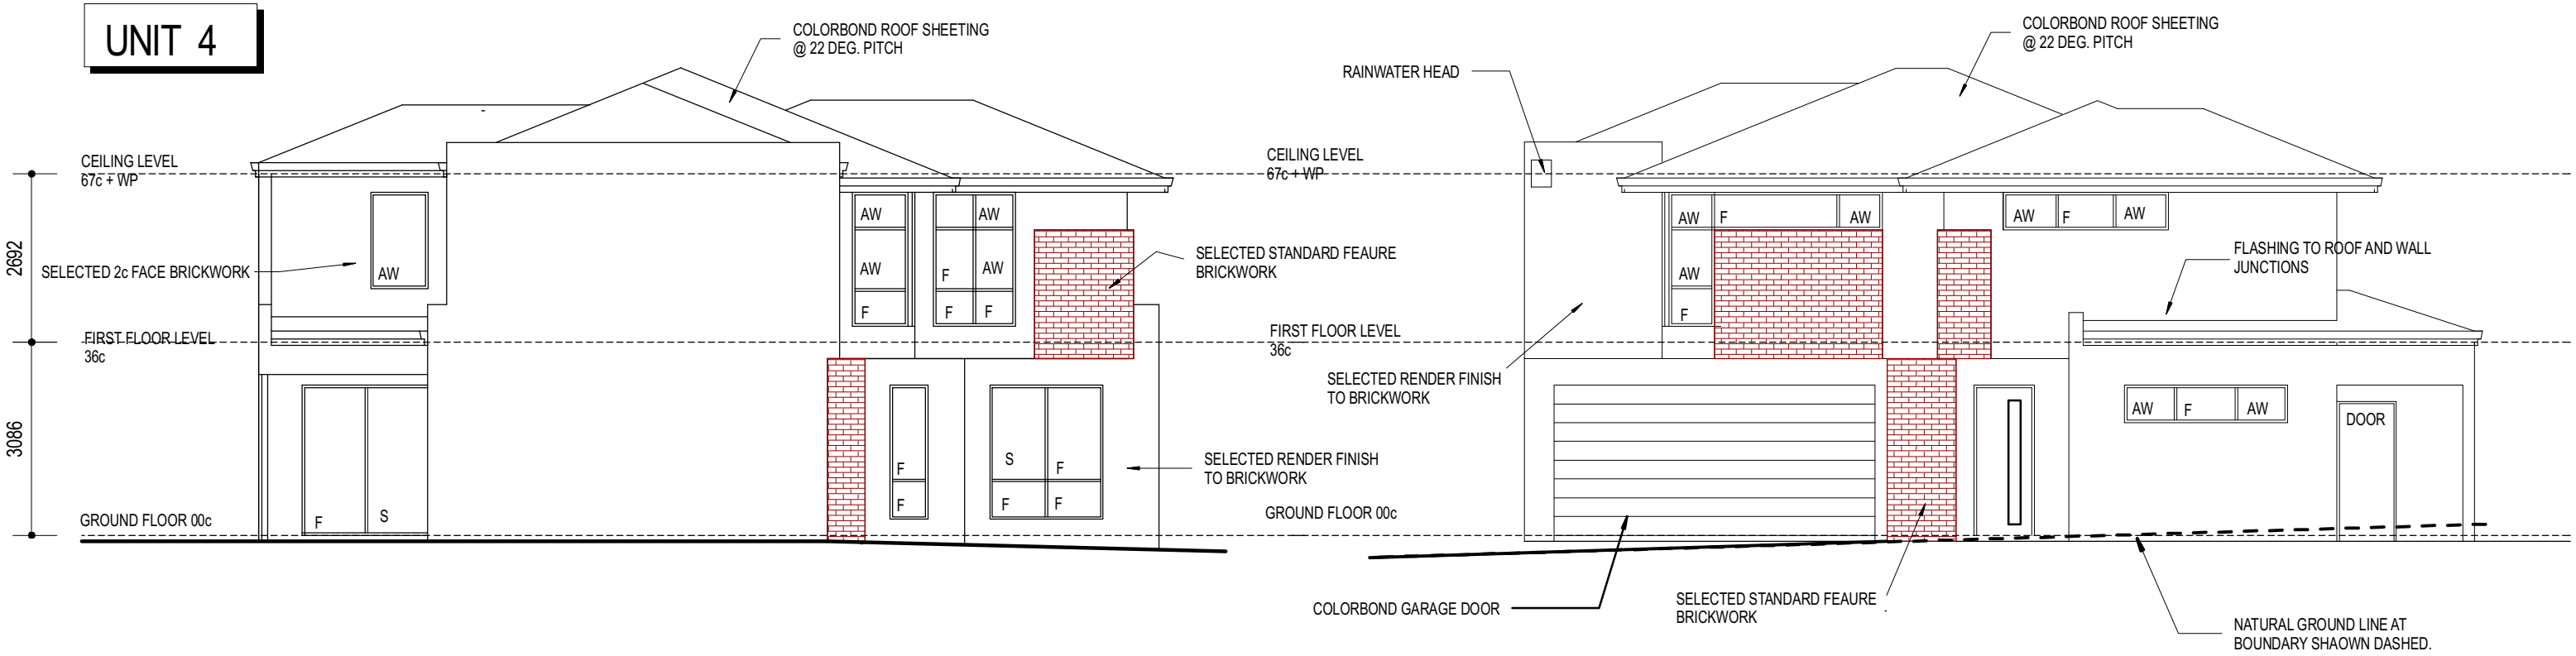 UNIT 4
COLORBOND ROOF SHEETING
@ 22 DEG. PITCH
CEILING LEVEL
67c + WP
2692
SELECTED 2c FACE BRICKWORK
AW
FIRST FLOOR LEVEL
36c
3086
GROUND FLOOR 00c
F
S
AW
AW
F
AW
F
AW
F
F
SELECTED STANDARD FEAURE
BRICKWORK
F
F
S
F
F
F
SELECTED RENDER FINISH
TO BRICKWORK
RAINWATER HEAD
COLORBOND ROOF SHEETING
@ 22 DEG. PITCH
CEILING LEVEL
67c + WP
AW
F
AW
AW
F
AW
F
AW
FLASHING TO ROOF AND WALL
JUNCTIONS
FIRST FLOOR LEVEL
36c
SELECTED RENDER FINISH
TO BRICKWORK
AW
F
AW
DOOR
GROUND FLOOR 00c
COLORBOND GARAGE DOOR
SELECTED STANDARD FEAURE
BRICKWORK
NATURAL GROUND LINE AT
BOUNDARY SHAOWN DASHED.